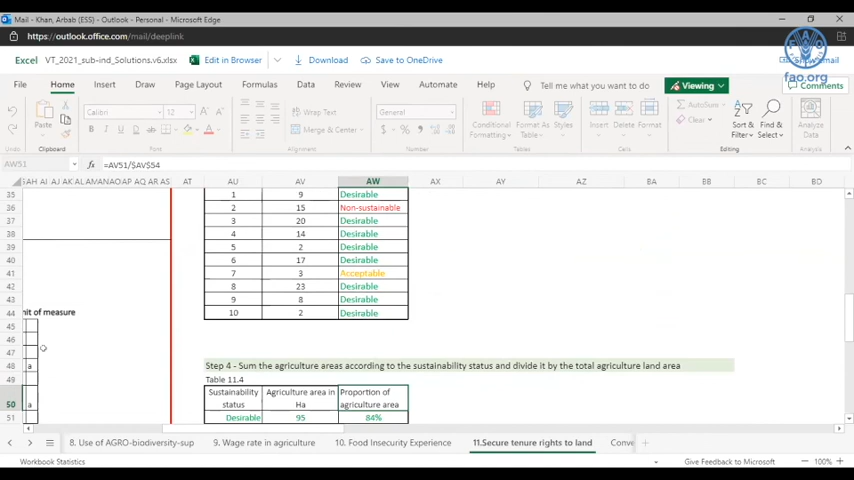 Mail - Khan, Arbab (ESS) - Outlook - Personal - Microsoft Edge
https://outlook.office.com/mail/deeplink
Excel VT_2021_sub-ind_Solutions.v6.xlsx Edit in Browser Download Save to OneDrive
fao.org
File Home Insert Draw Page Layout Formulas Data Review View Automate Help Tell me what you want to do Viewing Comments
Calibri 12 Wrap Text General AutoSum
Paste B I U Merge & Center $ % Conditional Formatting Format As Table Styles Insert Delete Format Clear Sort & Filter Find & Select Analyze Data
Undo Clipboard Font Alignment Number Tables Cells Editing
AW51 fx =AV51/$AV$54
AT AU AV AW AX AY AZ BA BB BC BD
35 1 9 Desirable
36 2 15 Non-sustainable
37 3 20 Desirable
38 4 14 Desirable
39 5 2 Desirable
40 6 17 Desirable
41 7 3 Acceptable
42 8 23 Desirable
43 9 8 Desirable
44 nit of measure 10 2 Desirable
45
46
47
48 a Step 4 - Sum the agriculture areas according to the sustainability status and divide it by the total agriculture land area
49 Table 11.4
50 a Sustainability status Agriculture area in Ha Proportion of agriculture area
51 Desirable 95 84%
8. Use of AGRO-biodiversity-sup 9. Wage rate in agriculture 10. Food Insecurity Experience 11.Secure tenure rights to land Conve
Workbook Statistics Give Feedback to Microsoft 100%